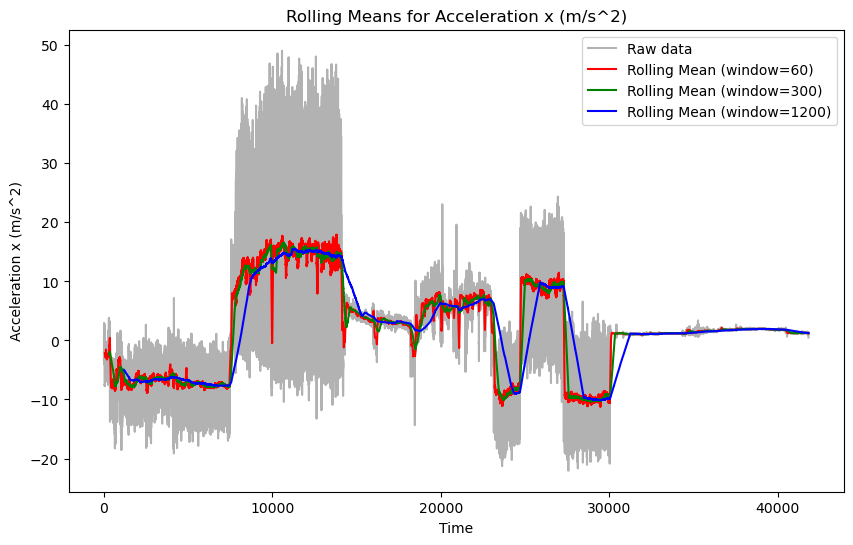 Rolling Means for Acceleration x (m/s^2)
Raw data
Rolling Mean (window=60)
Rolling Mean (window=300)
Rolling Mean (window=1200)
Acceleration x (m/s^2)
50
40
30
20
10
0
−10
−20
0 10000 20000 30000 40000
Time